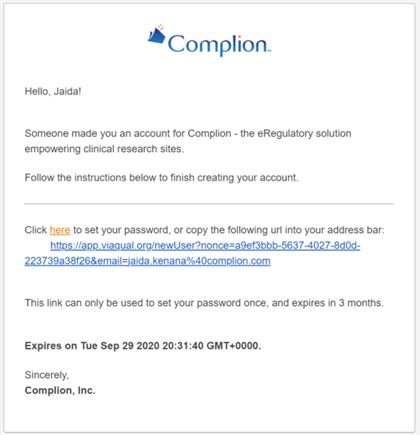 Complion
Hello, Jaida!
Someone made you an account for Complion - the eRegulatory solution
empowering clinical research sites.
Follow the instructions below to finish creating your account.
Click here to set your password, or copy the following url into your address bar:
https://app.viaqual.org/newUser?nonce=a9ef3bbb-5637-4027-8d0d-
223739a38f26&email=jaida.kenana%40complion.com
This link can only be used to set your password once, and expires in 3 months.
Expires on Tue Sep 29 2020 20:31:40 GMT+0000.
Sincerely,
Complion, Inc.